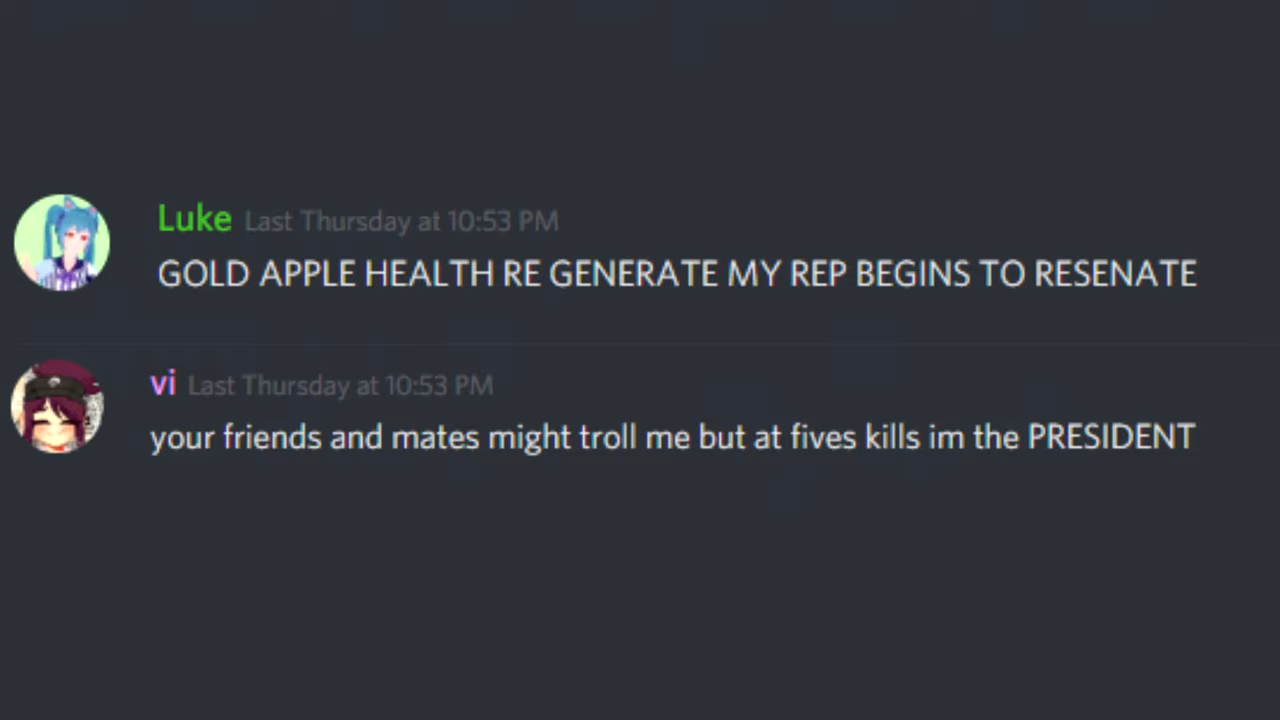 Luke Last Thursday at 10:53 PM
GOLD APPLE HEALTH RE GENERATE MY REP BEGINS TO RESENATE
vi Last Thursday at 10:53 PM
your friends and mates might troll me but at fives kills im the PRESIDENT